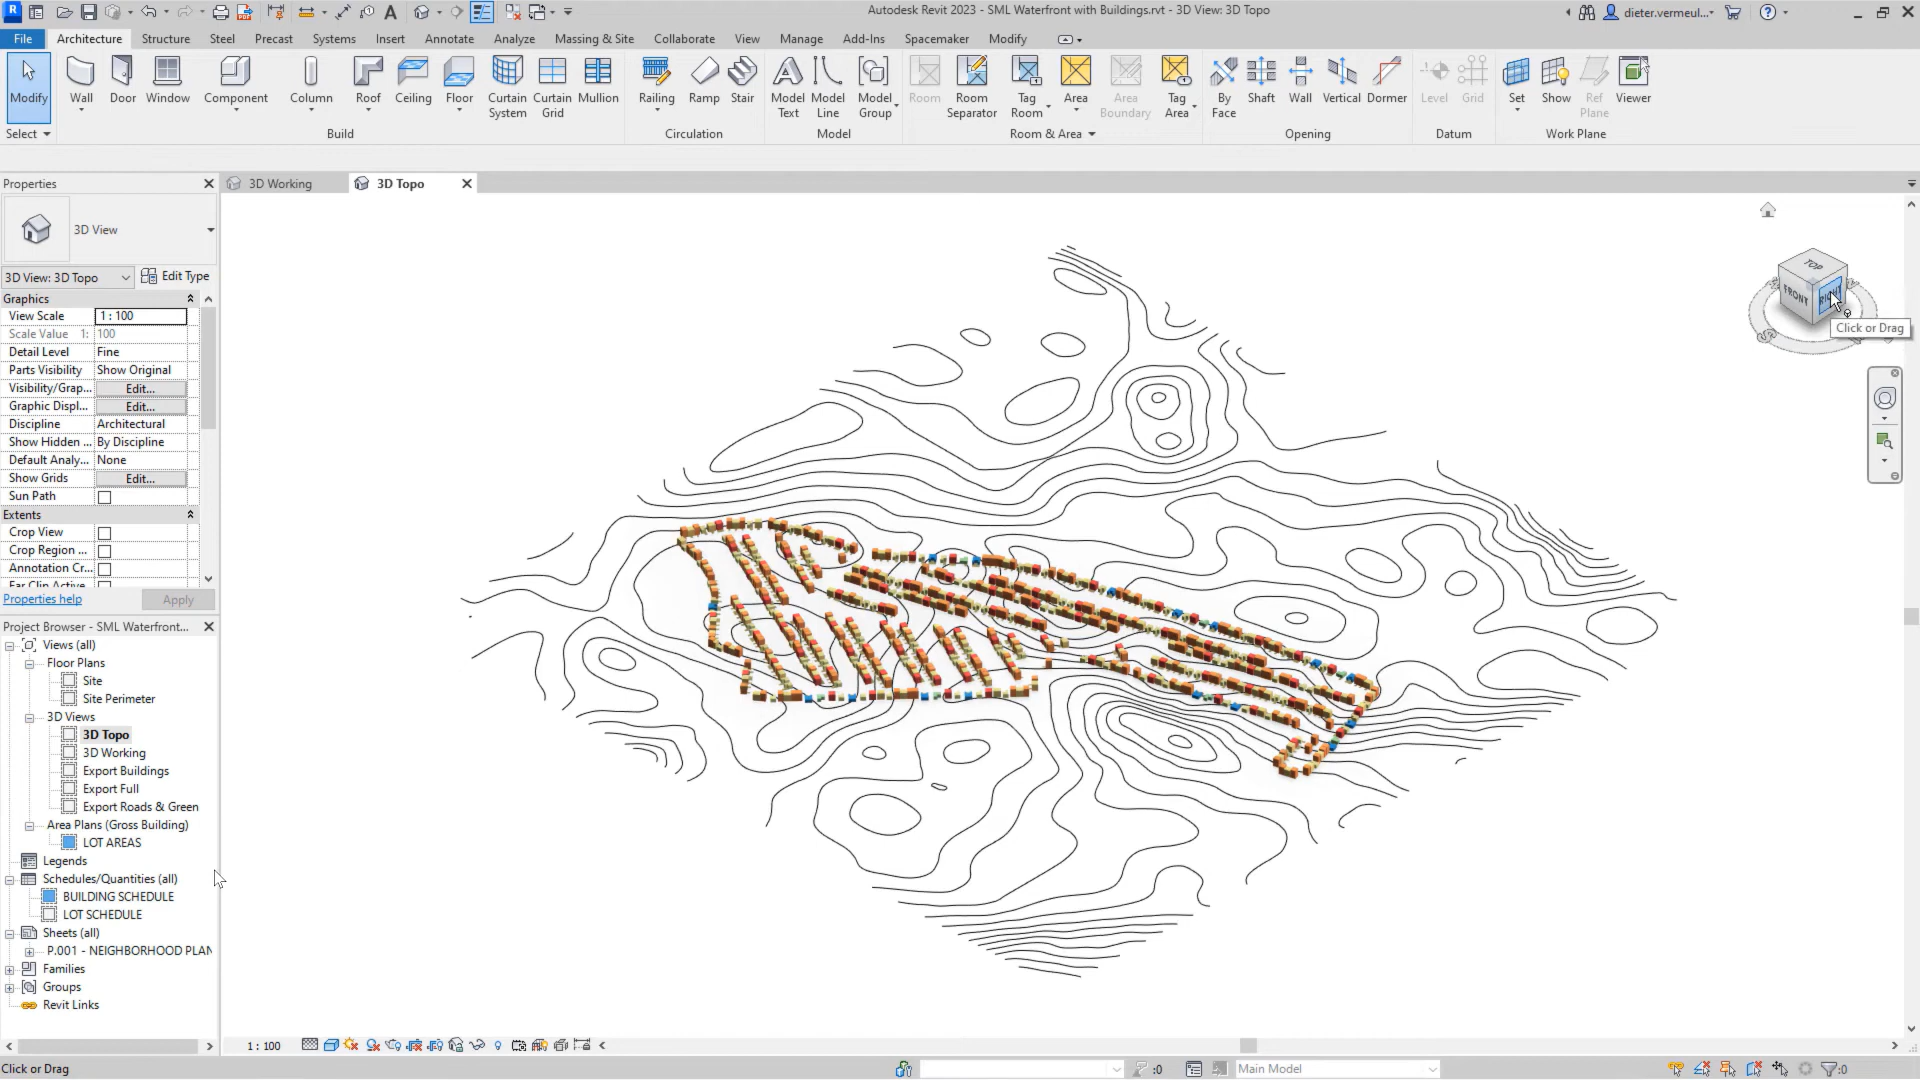 Autodesk Revit 2023 - SML Waterfront with Buildings.rvt - 3D View: 3D Topo
dieter.vermeul...
File Architecture Structure Steel Precast Systems Insert Annotate Analyze Massing & Site Collaborate View Manage Add-Ins Spacemaker Modify
Modify
Wall
Door
Window
Component
Column
Roof
Ceiling
Floor
Curtain System
Curtain Grid
Mullion
Railing
Ramp
Stair
Model Text
Model Line
Model Group
Room
Room Separator
Tag Room
Area
Area Boundary
Tag Area
By Face
Shaft
Wall
Vertical
Dormer
Level
Grid
Set
Show
Ref Plane
Viewer
Select
Build
Circulation
Model
Room & Area
Opening
Datum
Work Plane
Properties
3D Working
3D Topo
3D View
3D View: 3D Topo
Edit Type
Graphics
View Scale 1 : 100
Scale Value 1: 100
Detail Level Fine
Parts Visibility Show Original
Visibility/Grap... Edit...
Graphic Displ... Edit...
Discipline Architectural
Show Hidden ... By Discipline
Default Analy... None
Show Grids Edit...
Sun Path
Extents
Crop View
Crop Region ...
Annotation Cr...
Properties help
Apply
Project Browser - SML Waterfront...
Views (all)
Floor Plans
Site
Site Perimeter
3D Views
3D Topo
3D Working
Export Buildings
Export Full
Export Roads & Green
Area Plans (Gross Building)
LOT AREAS
Legends
Schedules/Quantities (all)
BUILDING SCHEDULE
LOT SCHEDULE
Sheets (all)
P.001 - NEIGHBORHOOD PLAN
Families
Groups
Revit Links
TOP
FRONT
RIGHT
Click or Drag
1 : 100
Click or Drag
:0
Main Model
:0